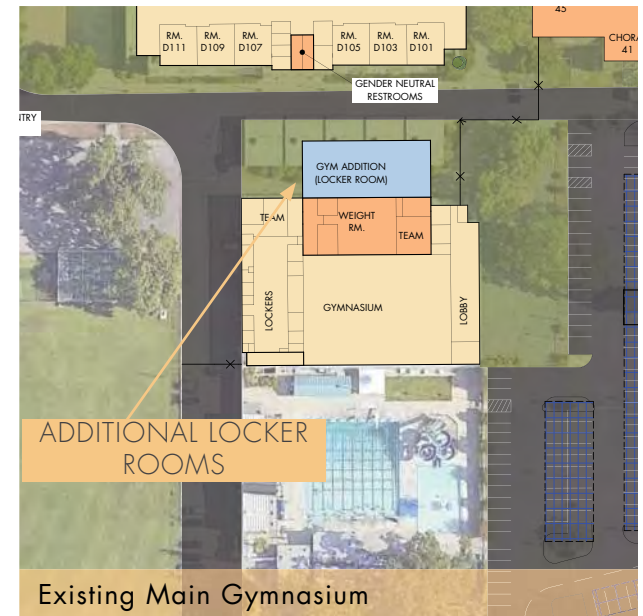 45
CHORA
41
RM.
D111
RM.
D109
RM.
D107
RM.
D105
RM.
D103
RM.
D101
GENDER NEUTRAL
RESTROOMS
NTRY
GYM ADDITION
(LOCKER ROOM)
TEAM
WEIGHT
RM.
TEAM
LOCKERS
GYMNASIUM
LOBBY
ADDITIONAL LOCKER
ROOMS
Existing Main Gymnasium